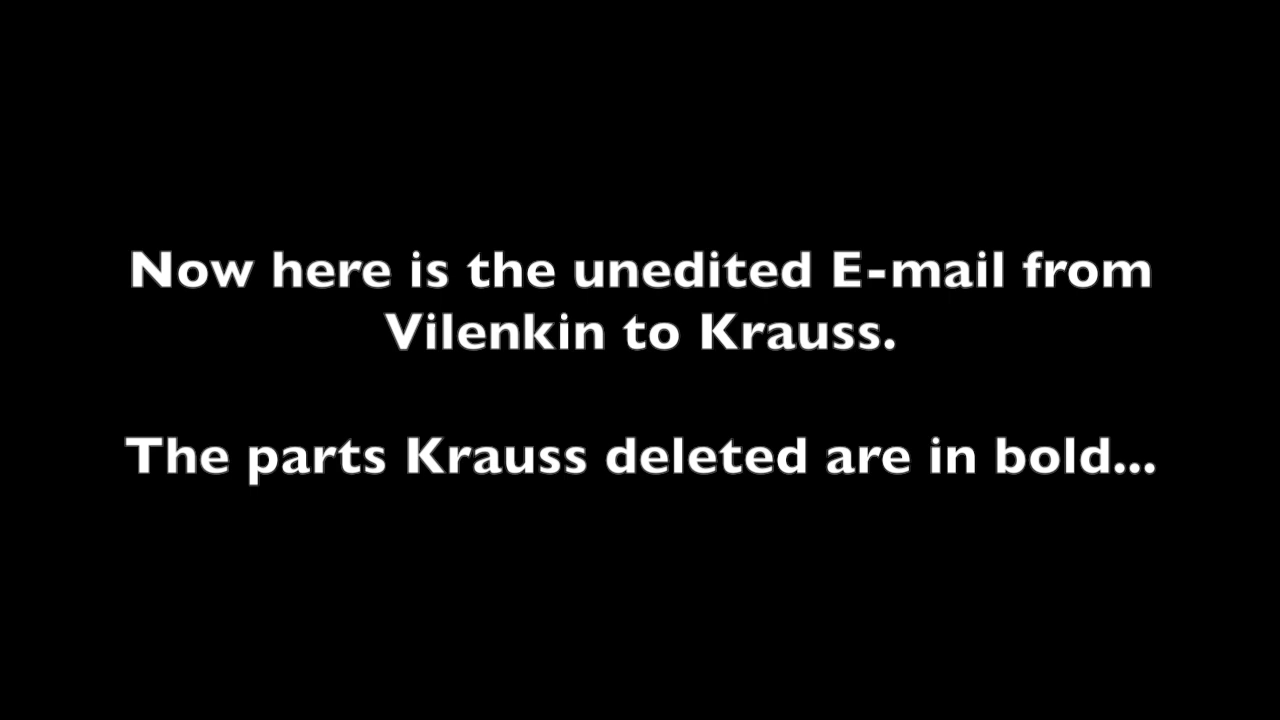 Now here is the unedited E-mail from
Vilenkin to Krauss.
The parts Krauss deleted are in bold...